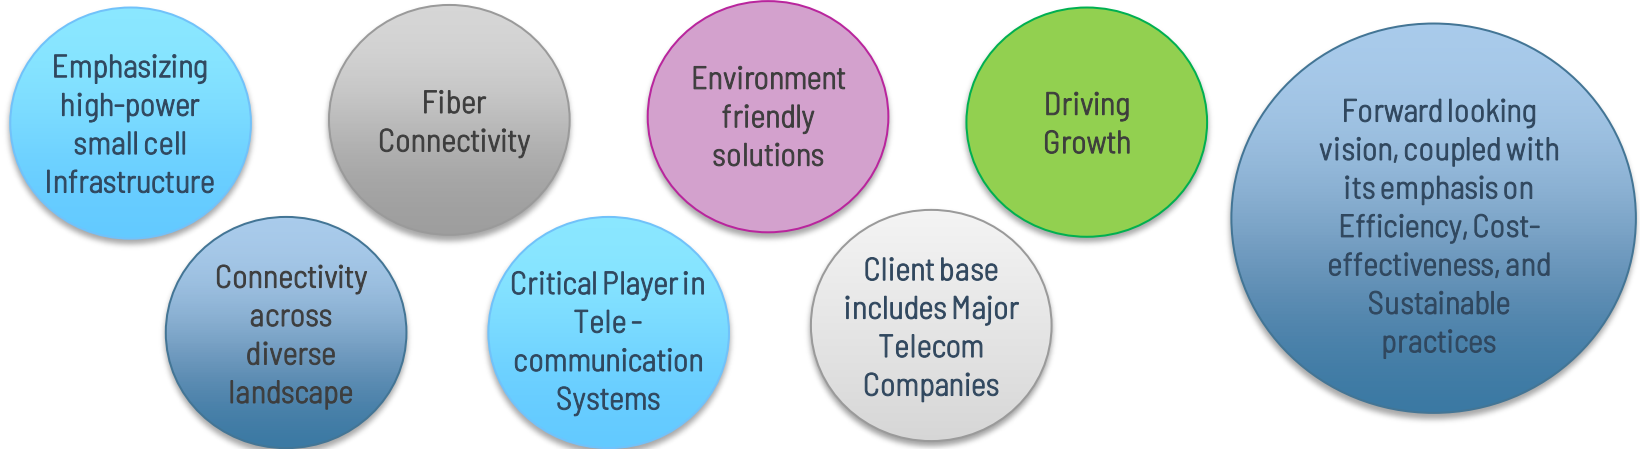 Emphasizing
high-power
small cell
Infrastructure
Fiber
Connectivity
Environment
friendly
solutions
Driving
Growth
Forward looking
vision, coupled with
its emphasis on
Efficiency, Cost-
effectiveness, and
Sustainable
practices
Connectivity
across
diverse
landscape
Critical Player in
Tele -
communication
Systems
Client base
includes Major
Telecom
Companies